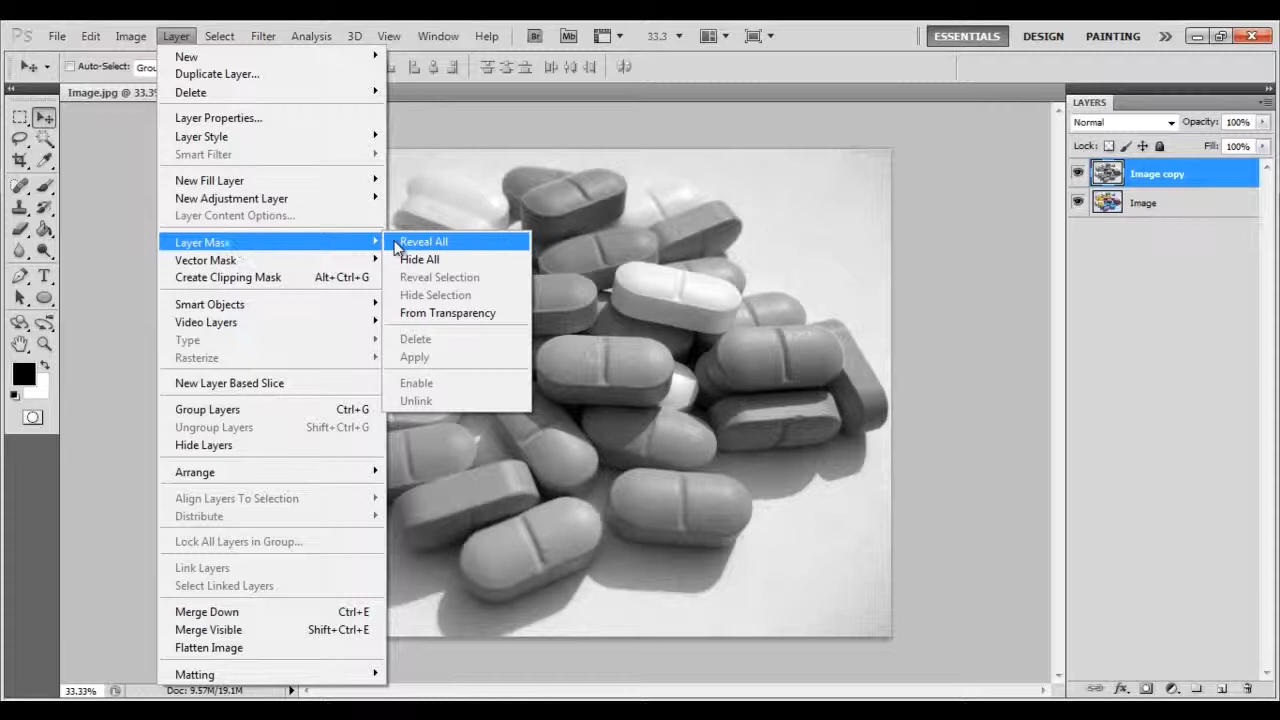 Ps File Edit Image Layer Select Filter Analysis 3D View Window Help Br Mb 33.3 ESSENTIALS DESIGN PAINTING
Auto-Select: Grou
Image.jpg @ 33.3%
New
Duplicate Layer...
Delete
Layer Properties...
Layer Style
Smart Filter
New Fill Layer
New Adjustment Layer
Layer Content Options...
Layer Mask
Vector Mask
Create Clipping Mask Alt+Ctrl+G
Smart Objects
Video Layers
Type
Rasterize
New Layer Based Slice
Group Layers Ctrl+G
Ungroup Layers Shift+Ctrl+G
Hide Layers
Arrange
Align Layers To Selection
Distribute
Lock All Layers in Group...
Link Layers
Select Linked Layers
Merge Down Ctrl+E
Merge Visible Shift+Ctrl+E
Flatten Image
Matting
Reveal All
Hide All
Reveal Selection
Hide Selection
From Transparency
Delete
Apply
Enable
Unlink
LAYERS
Normal Opacity: 100%
Lock: Fill: 100%
Image copy
Image
33.33% Doc: 9.57M/19.1M